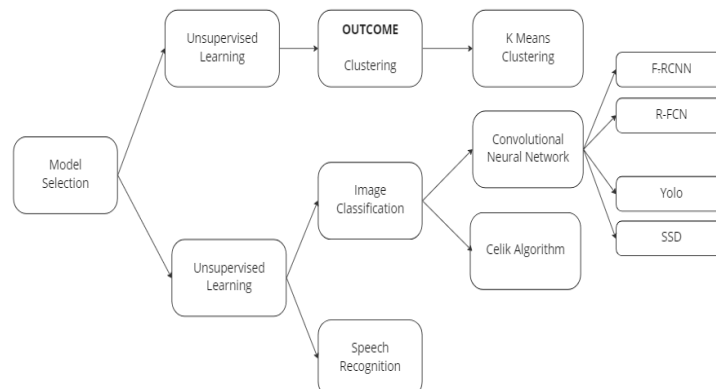 Unsupervised
Learning
OUTCOME
Clustering
K Means
Clustering
F-RCNN
R-FCN
Convolutional
Neural Network
Model
Selection
Image
Classification
Yolo
SSD
Celik Algorithm
Unsupervised
Learning
Speech
Recognition